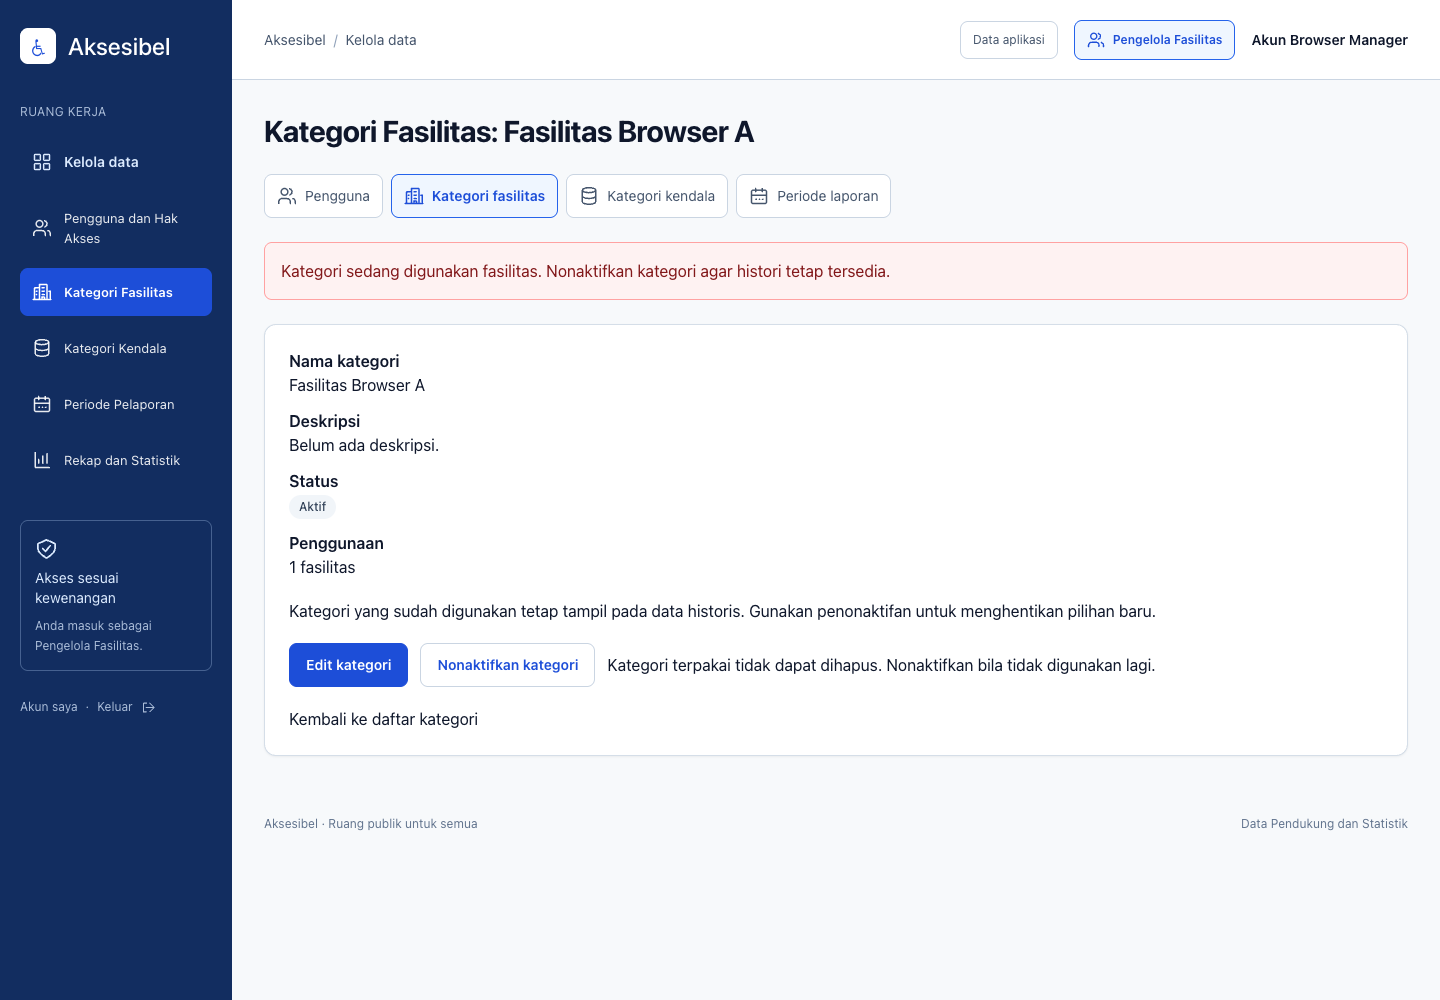 Aksesibel
RUANG KERJA
Kelola data
Pengguna dan Hak
Akses
Kategori Fasilitas
Kategori Kendala
Periode Pelaporan
Rekap dan Statistik
Akses sesuai
kewenangan
Anda masuk sebagai
Pengelola Fasilitas.
Akun saya · Keluar
Aksesibel / Kelola data
Data aplikasi
Pengelola Fasilitas
Akun Browser Manager
Kategori Fasilitas: Fasilitas Browser A
Pengguna
Kategori fasilitas
Kategori kendala
Periode laporan
Kategori sedang digunakan fasilitas. Nonaktifkan kategori agar histori tetap tersedia.
Nama kategori
Fasilitas Browser A
Deskripsi
Belum ada deskripsi.
Status
Aktif
Penggunaan
1 fasilitas
Kategori yang sudah digunakan tetap tampil pada data historis. Gunakan penonaktifan untuk menghentikan pilihan baru.
Edit kategori
Nonaktifkan kategori
Kategori terpakai tidak dapat dihapus. Nonaktifkan bila tidak digunakan lagi.
Kembali ke daftar kategori
Aksesibel · Ruang publik untuk semua
Data Pendukung dan Statistik